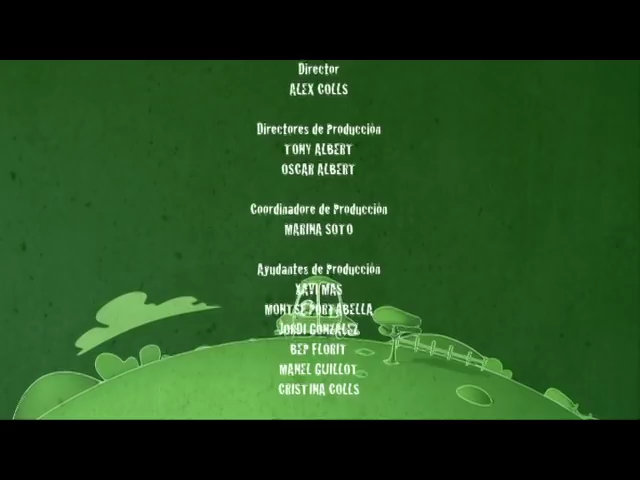 Director
ALEX COLLS
Directores de Producción
TONY ALBERT
OSCAR ALBERT
Coordinadore de Producción
MARINA SOTO
Ayudantes de Producción
XAVI MAS
MONTSE PORTABELLA
JORDI GONZALEZ
BEP FLORIT
MANEL GUILLOT
CRISTINA COLLS